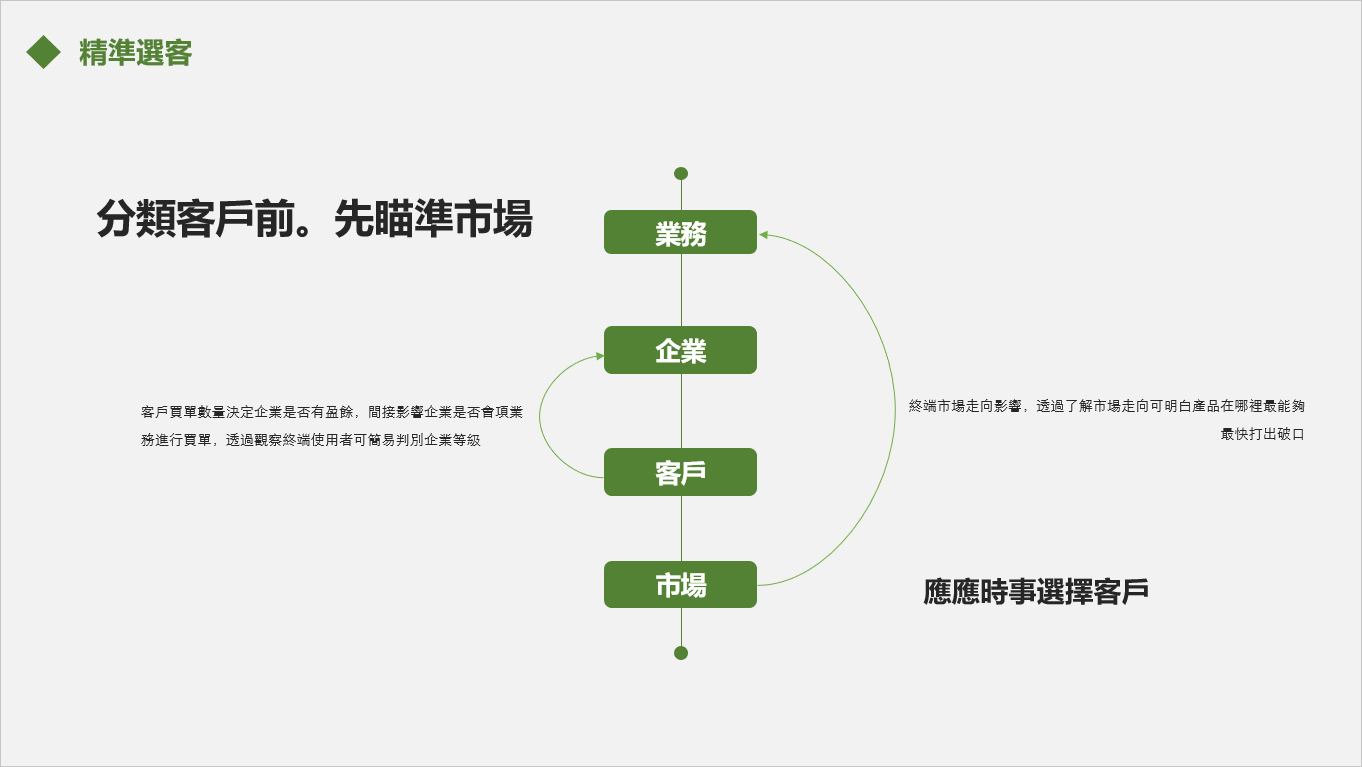 精準選客
分類客戶前。先瞄準市場
業務
企業
客戶買單數量決定企業是否有盈餘，間接影響企業是否會項業
務進行買單，透過觀察終端使用者可簡易判別企業等級
終端市場走向影響，透過了解市場走向可明白產品在哪裡最能夠
最快打出破口
客戶
市場
應應時事選擇客戶